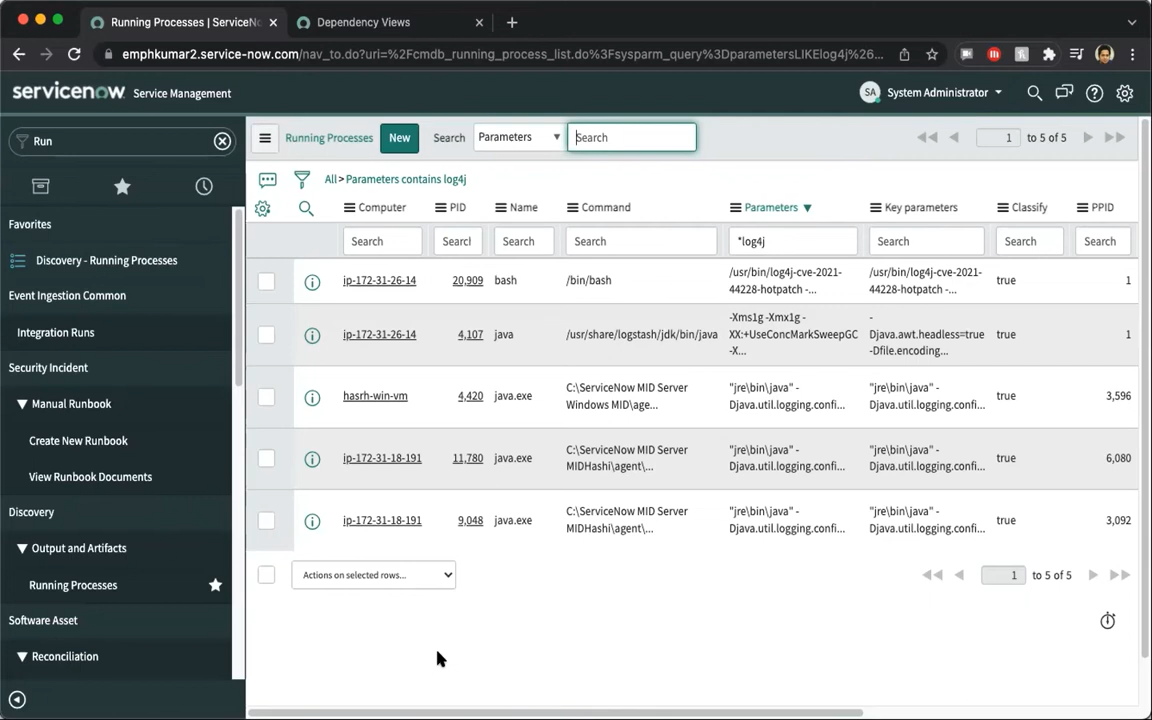 Running Processes | ServiceNo
Dependency Views
emphkumar2.service-now.com/nav_to.do?uri=%2Fcmdb_running_process_list.do%3Fsysparm_query%3DparametersLIKElog4j%26...
servicenow Service Management
SA System Administrator
Run
Running Processes New Search Parameters Search 1 to 5 of 5
All > Parameters contains log4j
Computer PID Name Command Parameters Key parameters Classify PPID
Search Searcl Search Search *log4j Search Search Search
ip-172-31-26-14 20,909 bash /bin/bash /usr/bin/log4j-cve-2021- /usr/bin/log4j-cve-2021- true 1
44228-hotpatch -... 44228-hotpatch -...
ip-172-31-26-14 4,107 java /usr/share/logstash/jdk/bin/java -Xms1g -Xmx1g - - true 1
XX:+UseConcMarkSweepGC Djava.awt.headless=true
-X... -Dfile.encoding...
hasrh-win-vm 4,420 java.exe C:\ServiceNow MID Server "jre\bin\java" - "jre\bin\java" - true 3,596
Windows MID\age... Djava.util.logging.confi... Djava.util.logging.confi...
ip-172-31-18-191 11,780 java.exe C:\ServiceNow MID Server "jre\bin\java" - "jre\bin\java" - true 6,080
MIDHashi\agent\... Djava.util.logging.confi... Djava.util.logging.confi...
ip-172-31-18-191 9,048 java.exe C:\ServiceNow MID Server "jre\bin\java" - "jre\bin\java" - true 3,092
MIDHashi\agent\... Djava.util.logging.confi... Djava.util.logging.confi...
Actions on selected rows... 1 to 5 of 5
Favorites
Discovery - Running Processes
Event Ingestion Common
Integration Runs
Security Incident
Manual Runbook
Create New Runbook
View Runbook Documents
Discovery
Output and Artifacts
Running Processes
Software Asset
Reconciliation